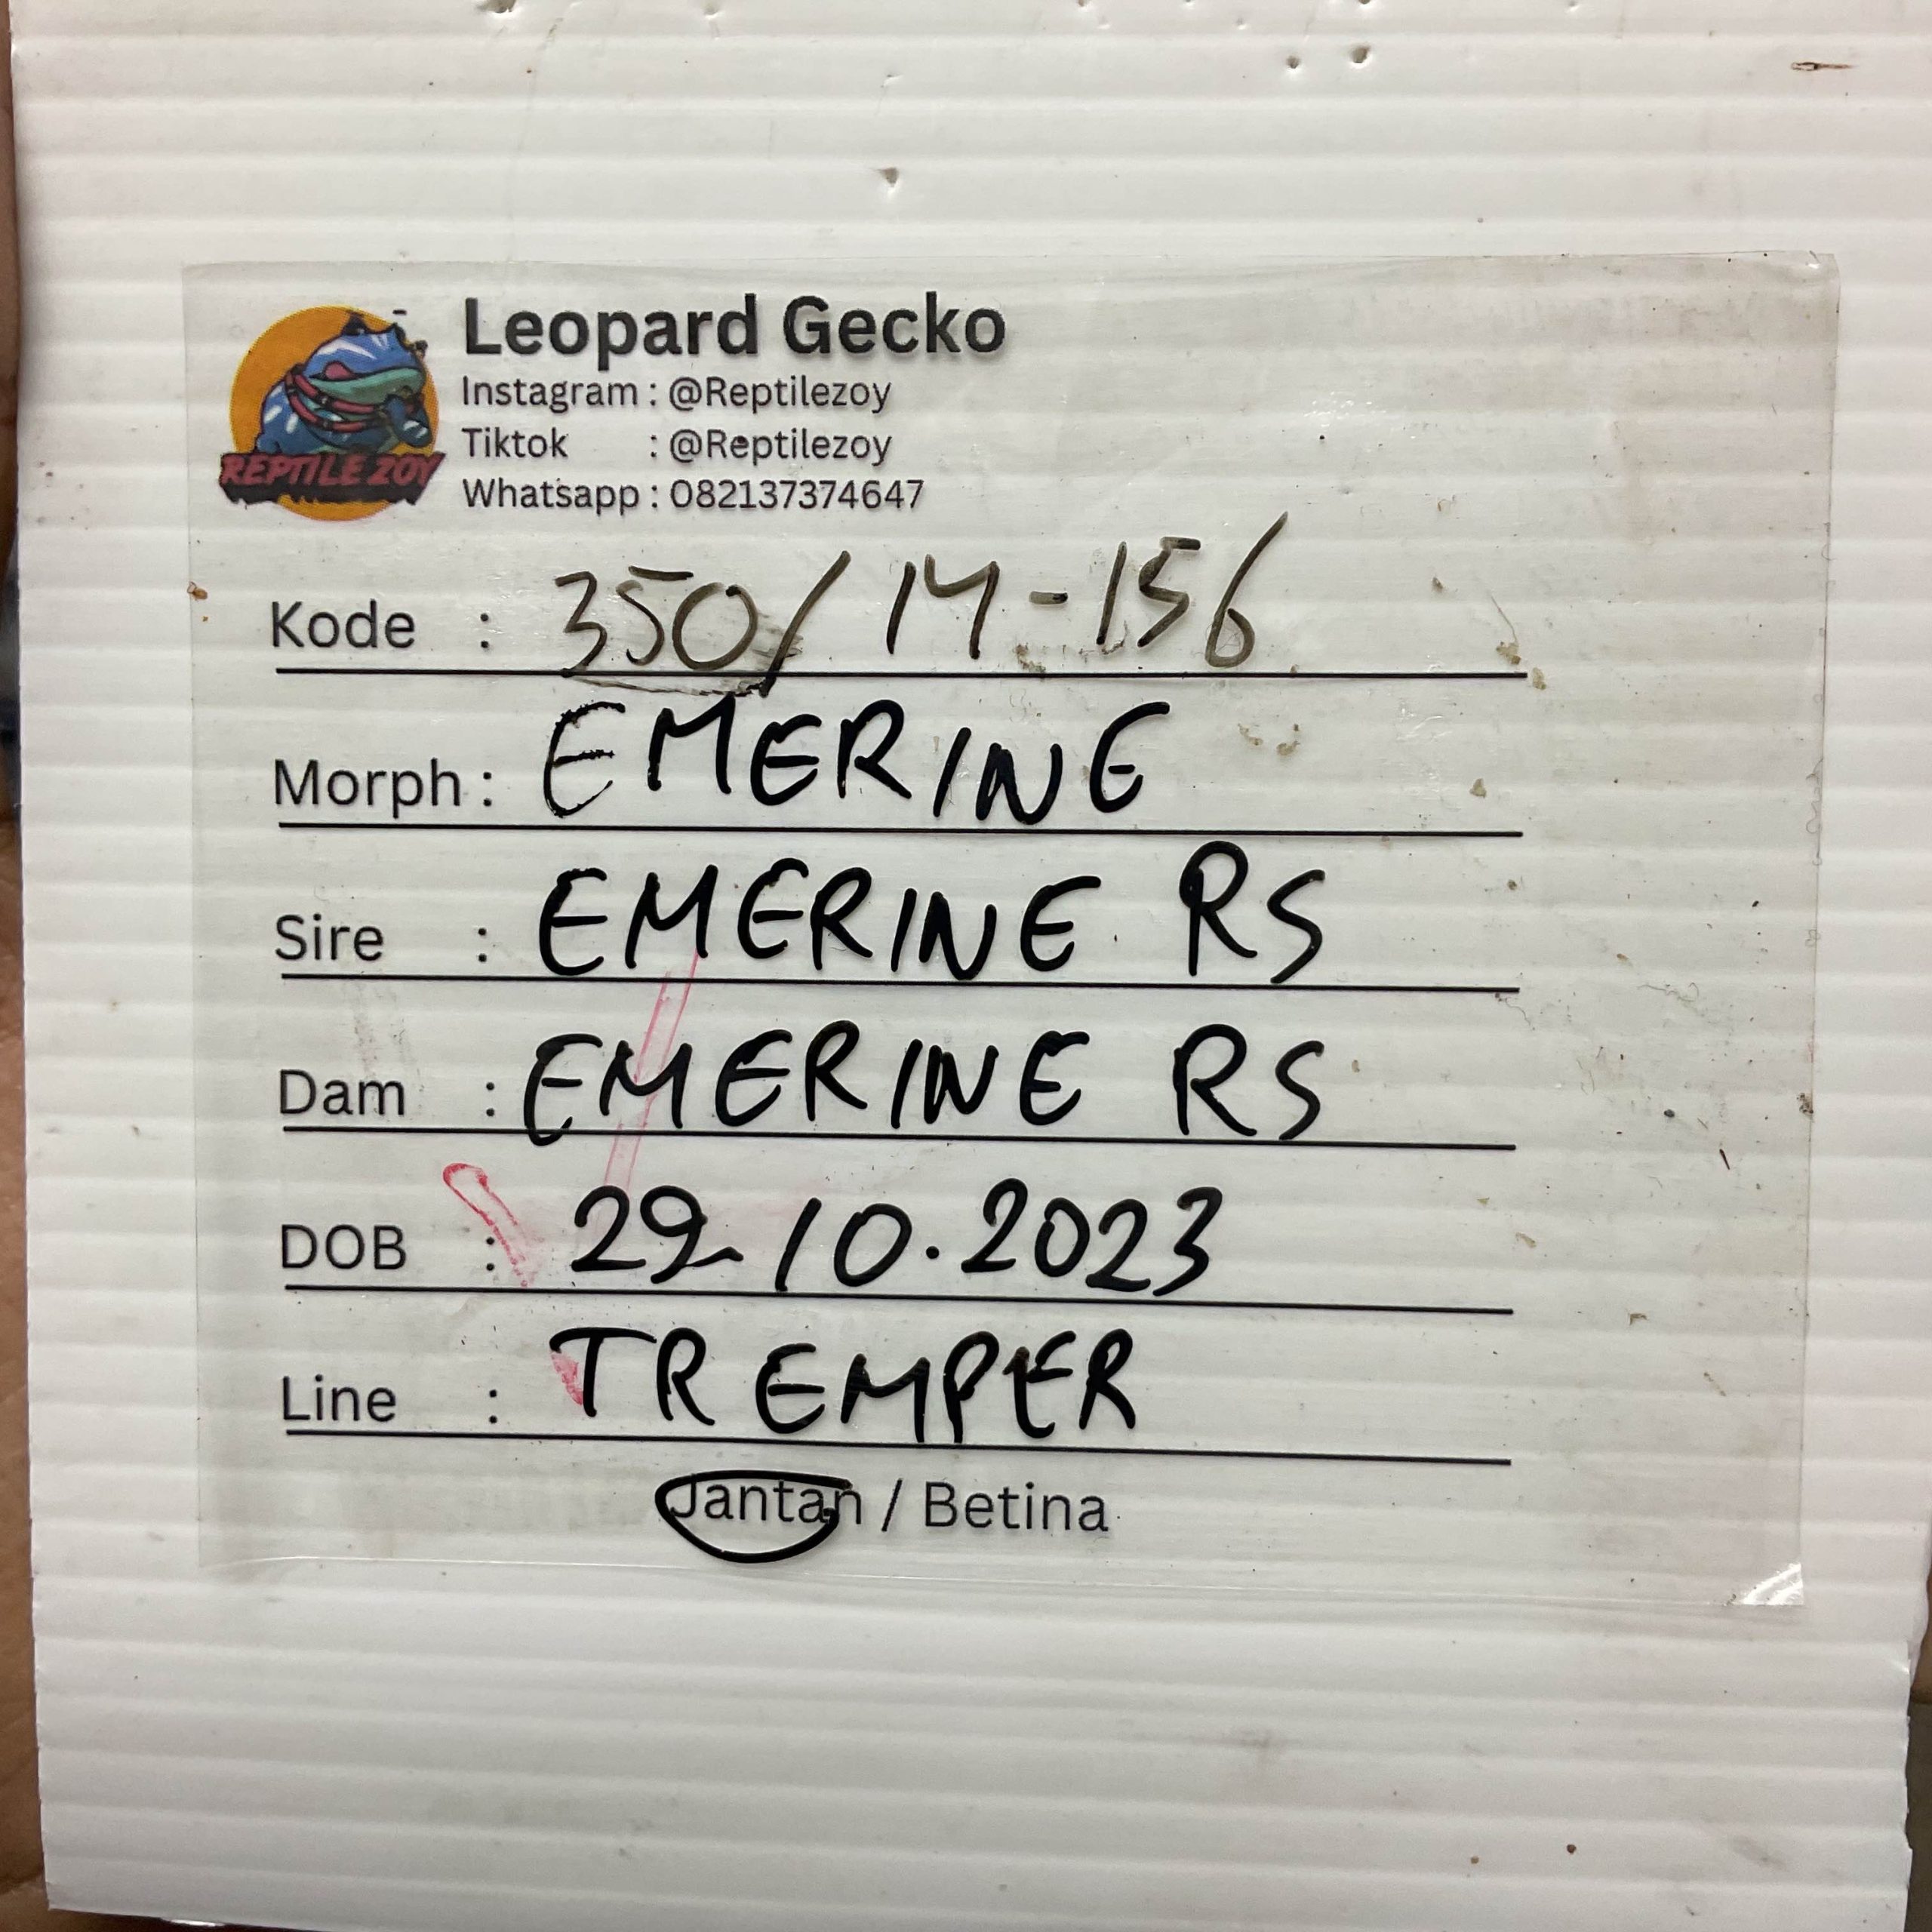 Leopard Gecko
Instagram : @Reptilezoy
Tiktok : @Reptilezoy
Whatsapp : 082137374647
REPTILE ZOY
Kode : 350/ 14-156
Morph : EMERINE
Sire : EMERINE RS
Dam : EMERINE RS
DOB : 29.10.2023
Line : TREMPER
Jantan / Betina